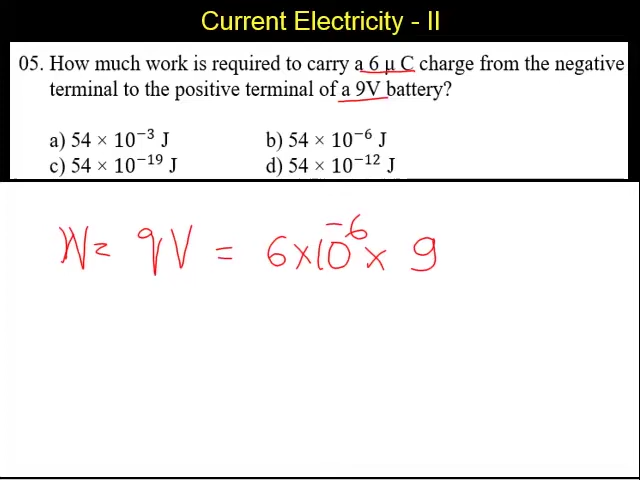 Current Electricity - II
05. How much work is required to carry a 6 μ C charge from the negative
terminal to the positive terminal of a 9V battery?
a) 54 × 10⁻³ J b) 54 × 10⁻⁶ J
c) 54 × 10⁻¹⁹ J d) 54 × 10⁻¹² J
W = qV = 6×10⁻⁶ × 9